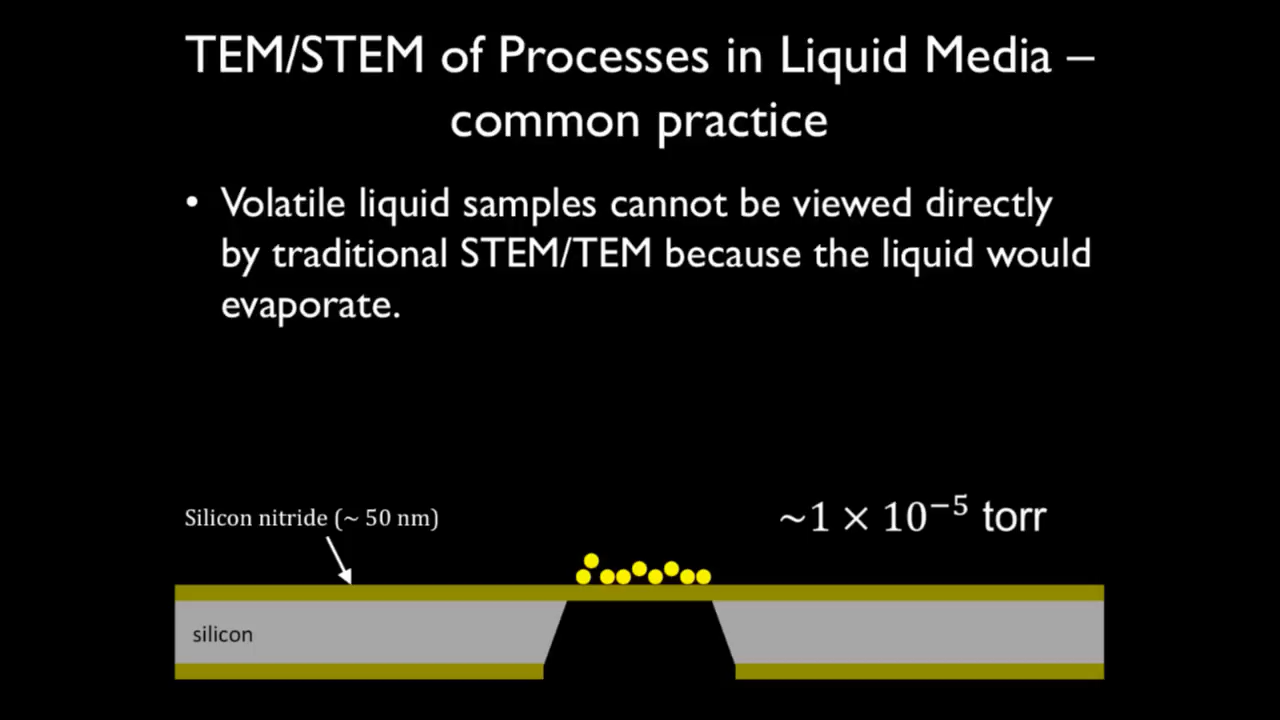 TEM/STEM of Processes in Liquid Media –
common practice
• Volatile liquid samples cannot be viewed directly
by traditional STEM/TEM because the liquid would
evaporate.
Silicon nitride (~ 50 nm)
~1 × 10⁻⁵ torr
silicon